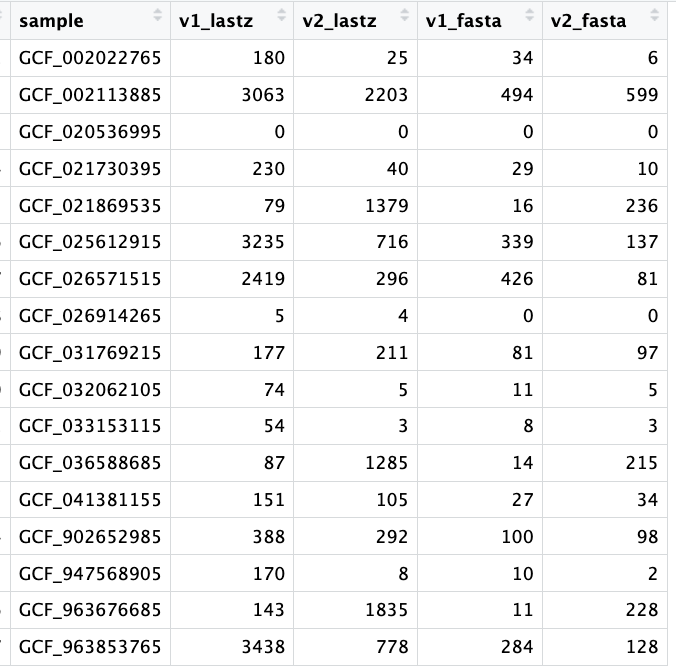 sample v1_lastz v2_lastz v1_fasta v2_fasta
GCF_002022765 180 25 34 6
GCF_002113885 3063 2203 494 599
GCF_020536995 0 0 0 0
GCF_021730395 230 40 29 10
GCF_021869535 79 1379 16 236
GCF_025612915 3235 716 339 137
GCF_026571515 2419 296 426 81
GCF_026914265 5 4 0 0
GCF_031769215 177 211 81 97
GCF_032062105 74 5 11 5
GCF_033153115 54 3 8 3
GCF_036588685 87 1285 14 215
GCF_041381155 151 105 27 34
GCF_902652985 388 292 100 98
GCF_947568905 170 8 10 2
GCF_963676685 143 1835 11 228
GCF_963853765 3438 778 284 128